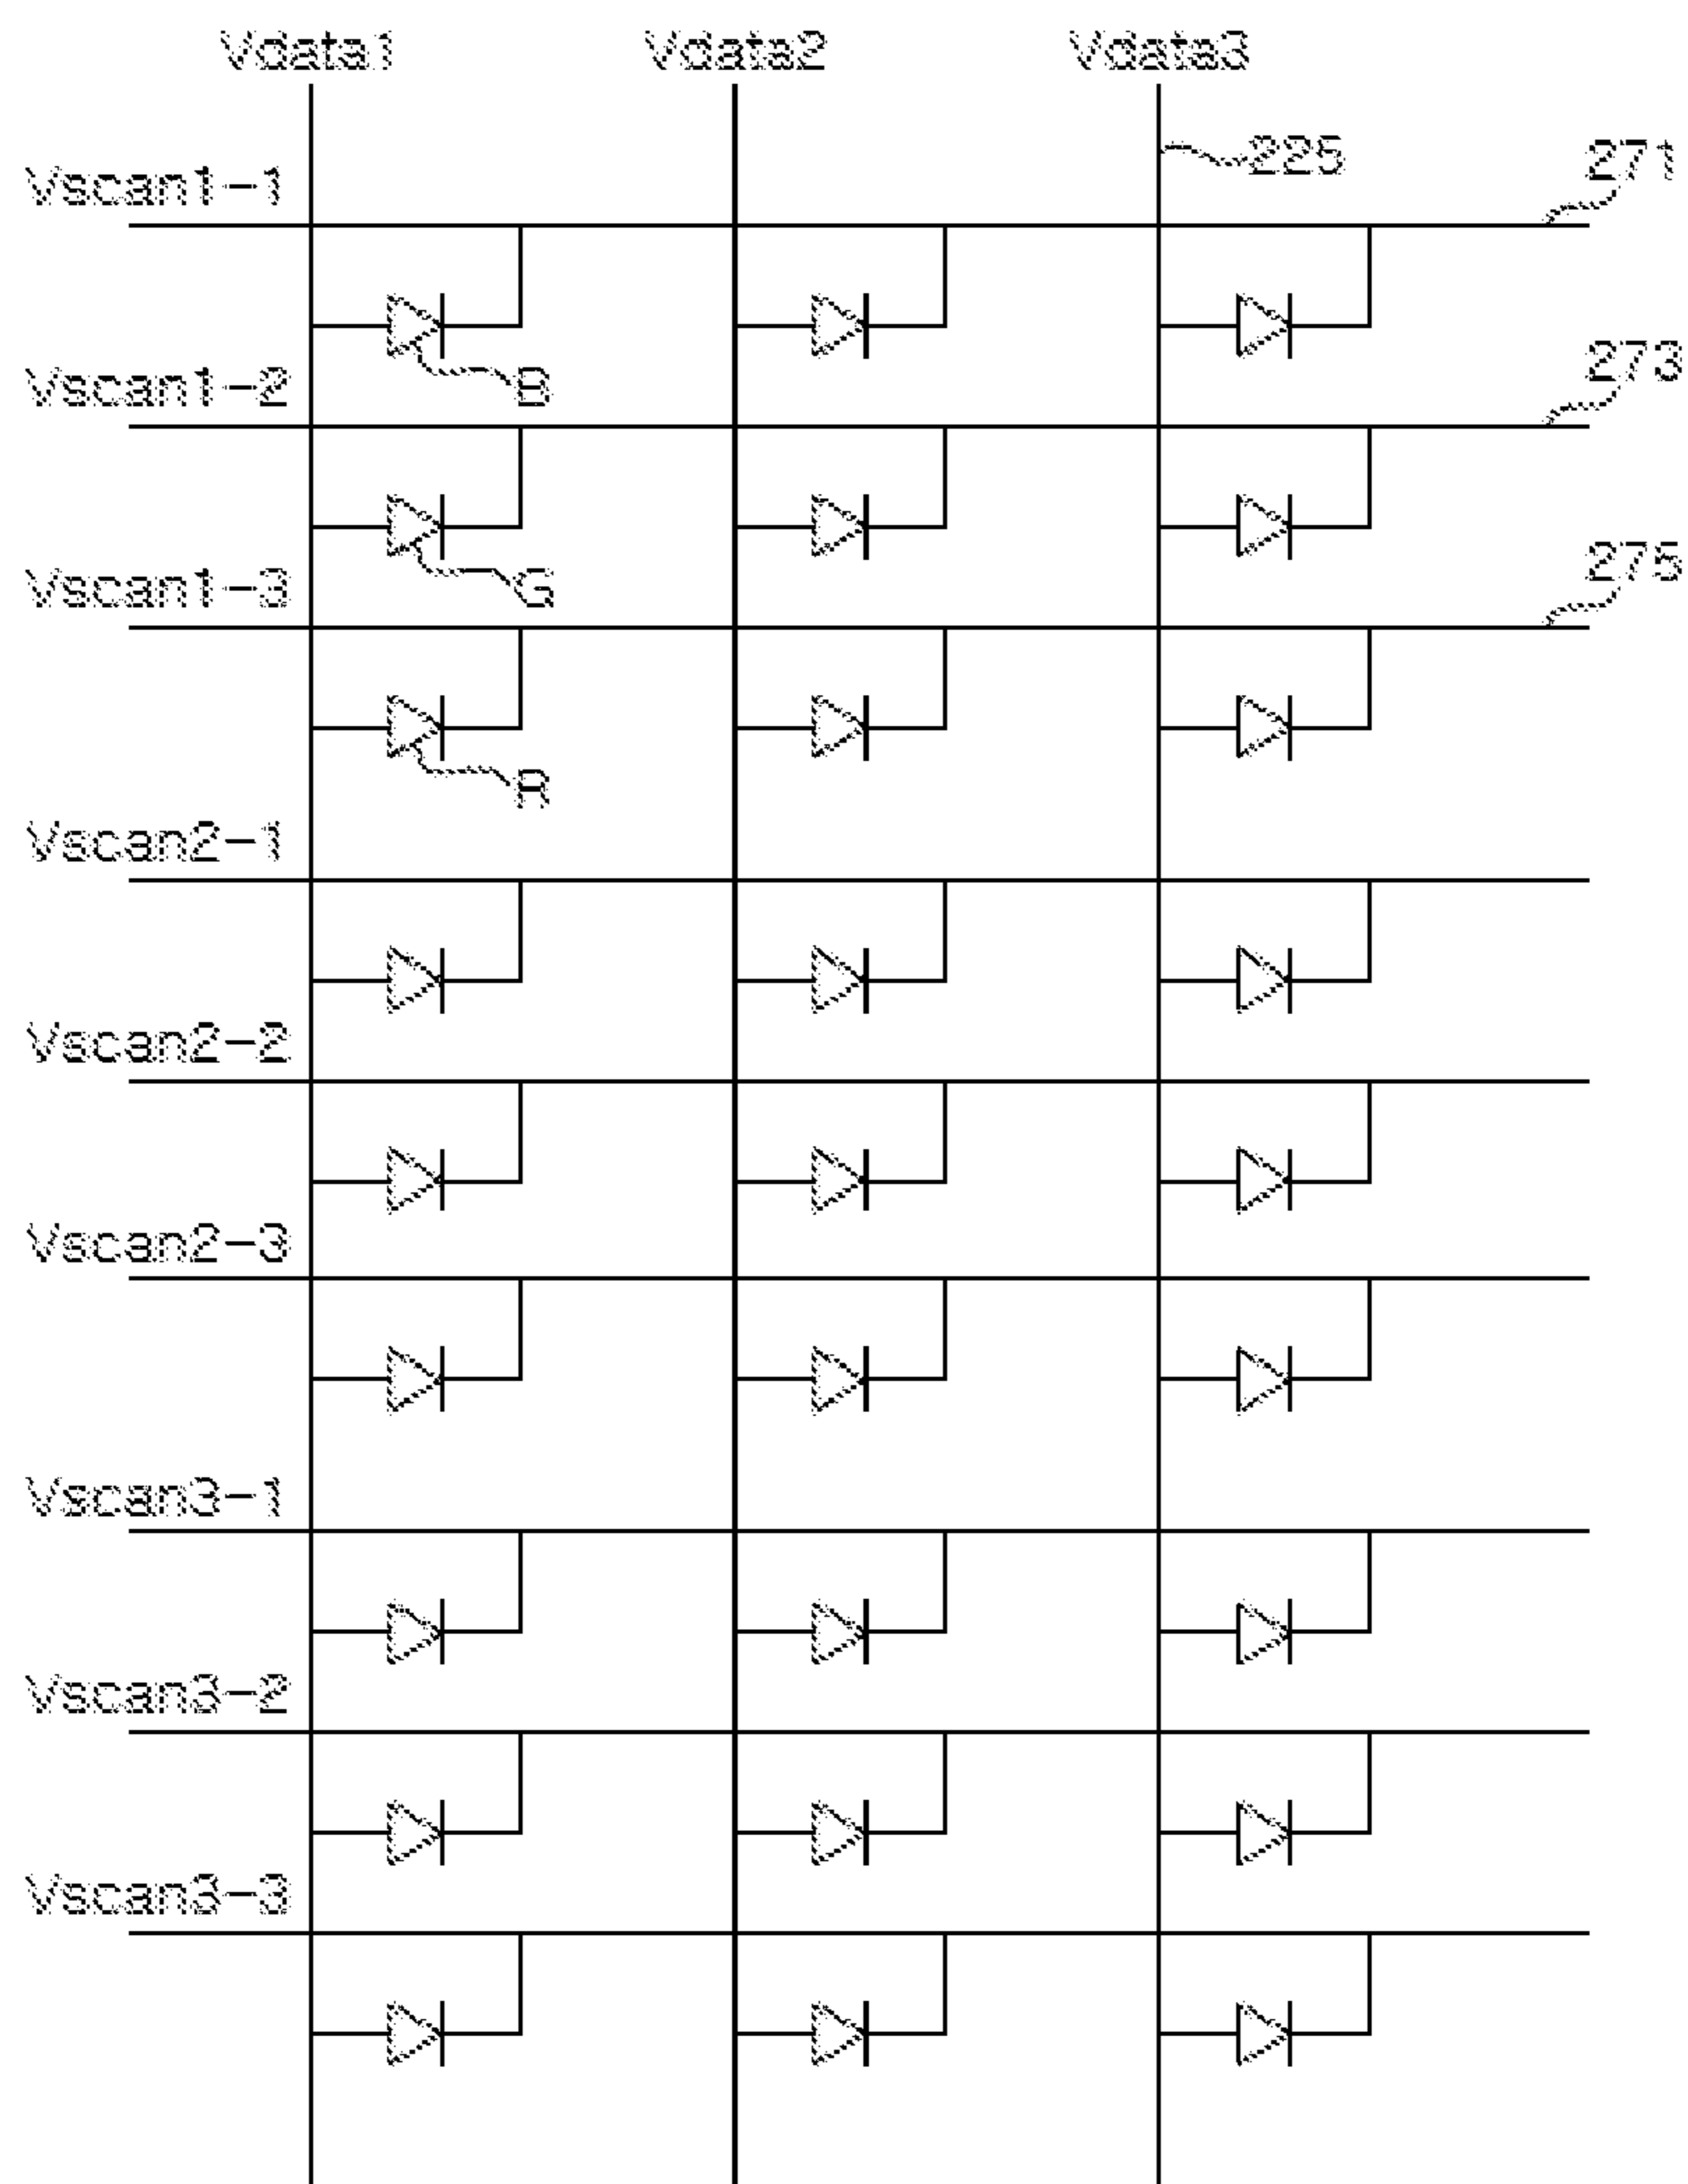 Vdata1 Vdata2 Vdata3
225
271
Vscan1-1
B
273
Vscan1-2
G
275
Vscan1-3
R
Vscan2-1
Vscan2-2
Vscan2-3
Vscan3-1
Vscan3-2
Vscan3-3